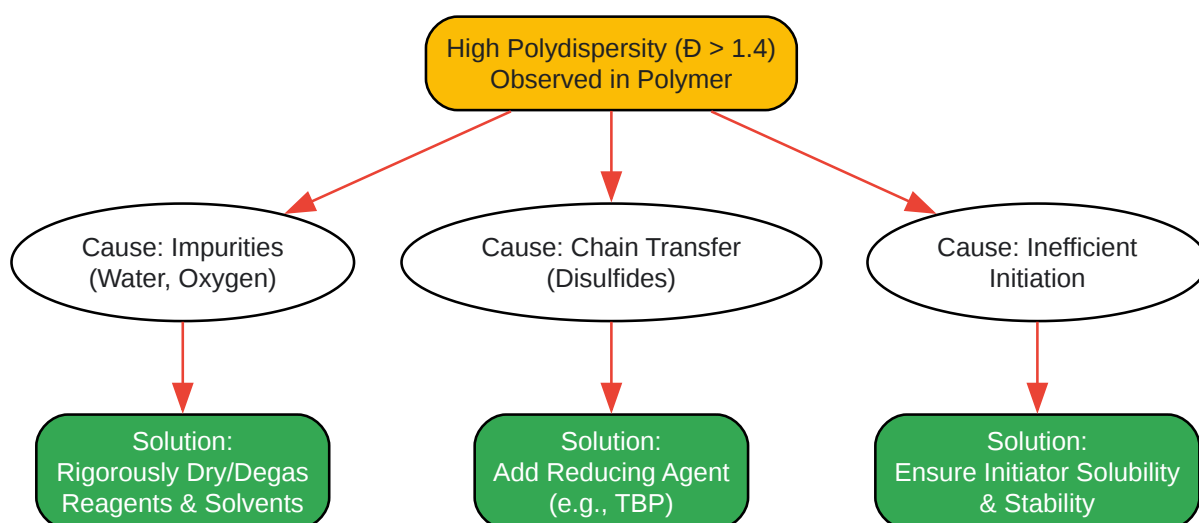 High Polydispersity (Đ > 1.4)
Observed in Polymer
Cause: Impurities
(Water, Oxygen)
Cause: Chain Transfer
(Disulfides)
Cause: Inefficient
Initiation
Solution:
Rigorously Dry/Degas
Reagents & Solvents
Solution:
Add Reducing Agent
(e.g., TBP)
Solution:
Ensure Initiator Solubility
& Stability